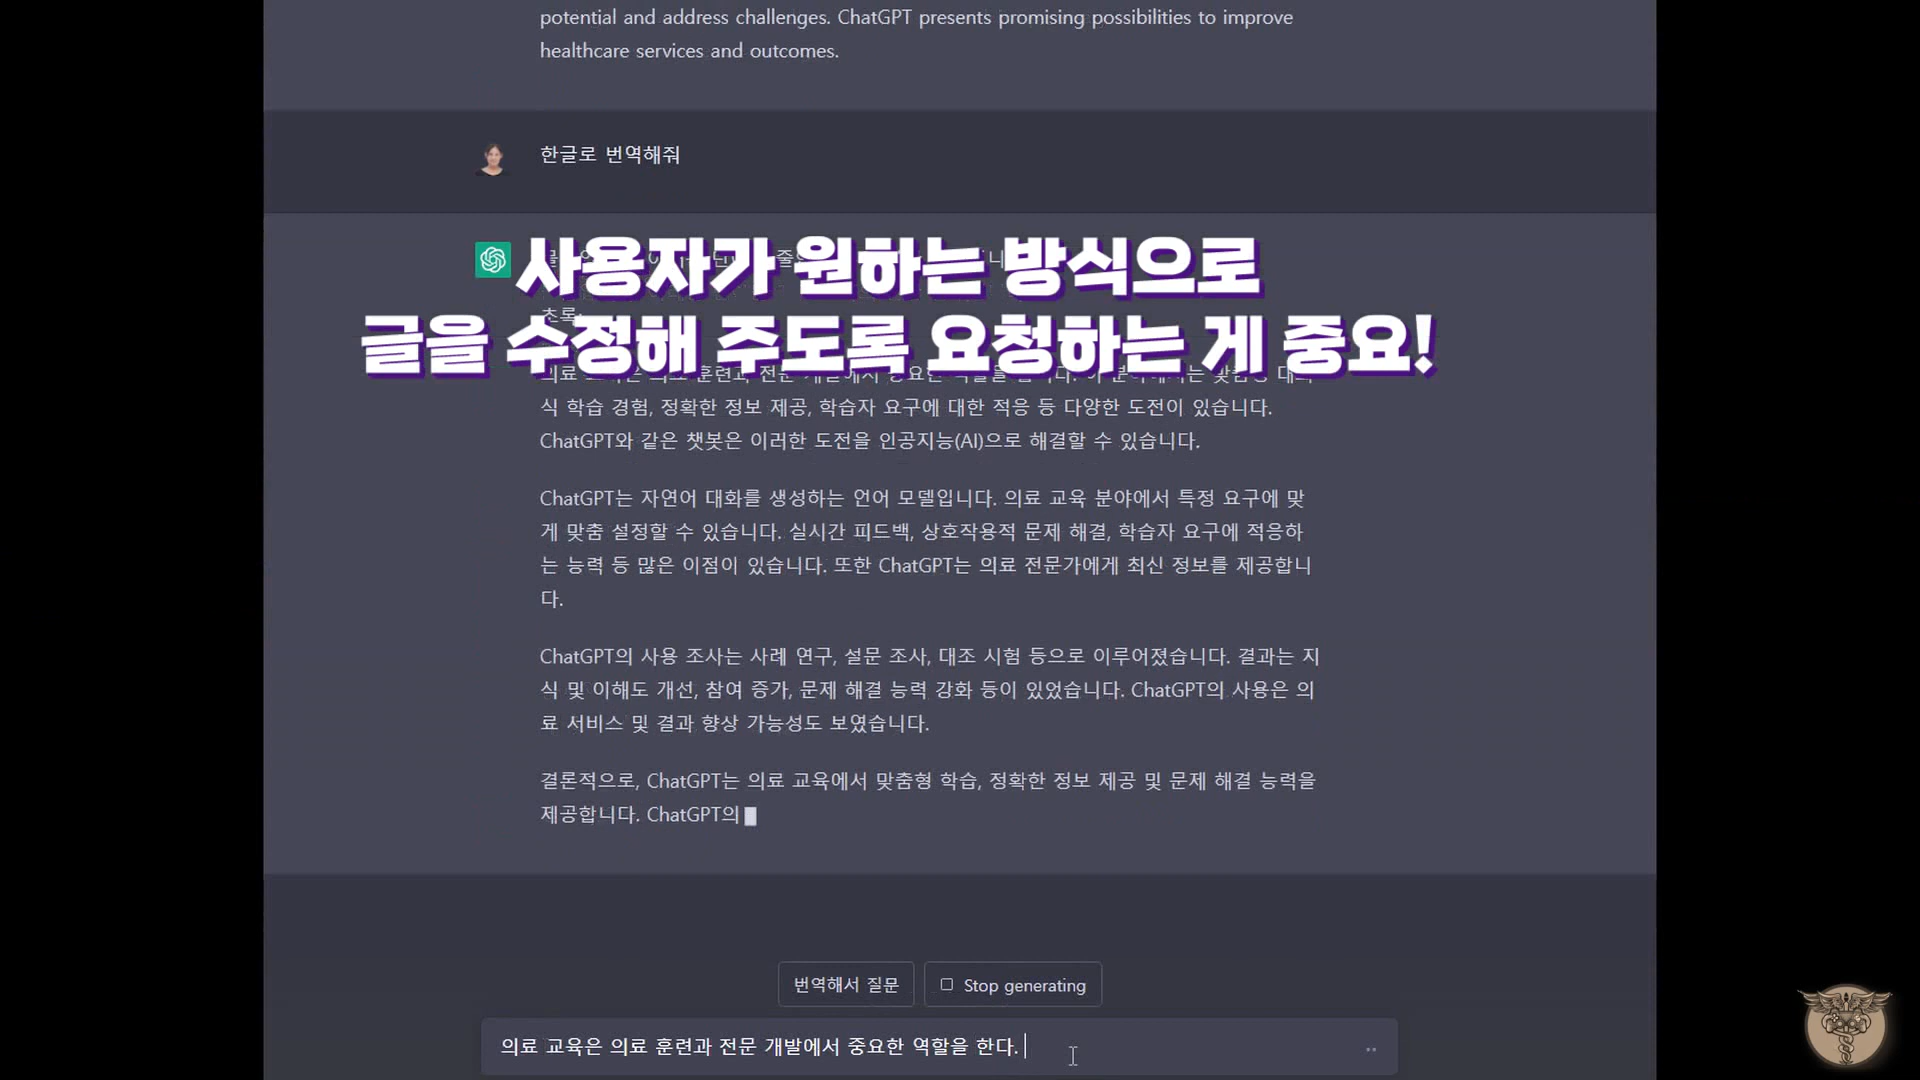 potential and address challenges. ChatGPT presents promising possibilities to improve
healthcare services and outcomes.
한글로 번역해줘
사용자가 원하는 방식으로
초록:
글을 수정해 주도록 요청하는 게 중요!
식 학습 경험, 정확한 정보 제공, 학습자 요구에 대한 적응 등 다양한 도전이 있습니다.
ChatGPT와 같은 챗봇은 이러한 도전을 인공지능(AI)으로 해결할 수 있습니다.
ChatGPT는 자연어 대화를 생성하는 언어 모델입니다. 의료 교육 분야에서 특정 요구에 맞
게 맞춤 설정할 수 있습니다. 실시간 피드백, 상호작용적 문제 해결, 학습자 요구에 적응하
는 능력 등 많은 이점이 있습니다. 또한 ChatGPT는 의료 전문가에게 최신 정보를 제공합니
다.
ChatGPT의 사용 조사는 사례 연구, 설문 조사, 대조 시험 등으로 이루어졌습니다. 결과는 지
식 및 이해도 개선, 참여 증가, 문제 해결 능력 강화 등이 있었습니다. ChatGPT의 사용은 의
료 서비스 및 결과 향상 가능성도 보였습니다.
결론적으로, ChatGPT는 의료 교육에서 맞춤형 학습, 정확한 정보 제공 및 문제 해결 능력을
제공합니다. ChatGPT의
번역해서 질문
Stop generating
의료 교육은 의료 훈련과 전문 개발에서 중요한 역할을 한다.